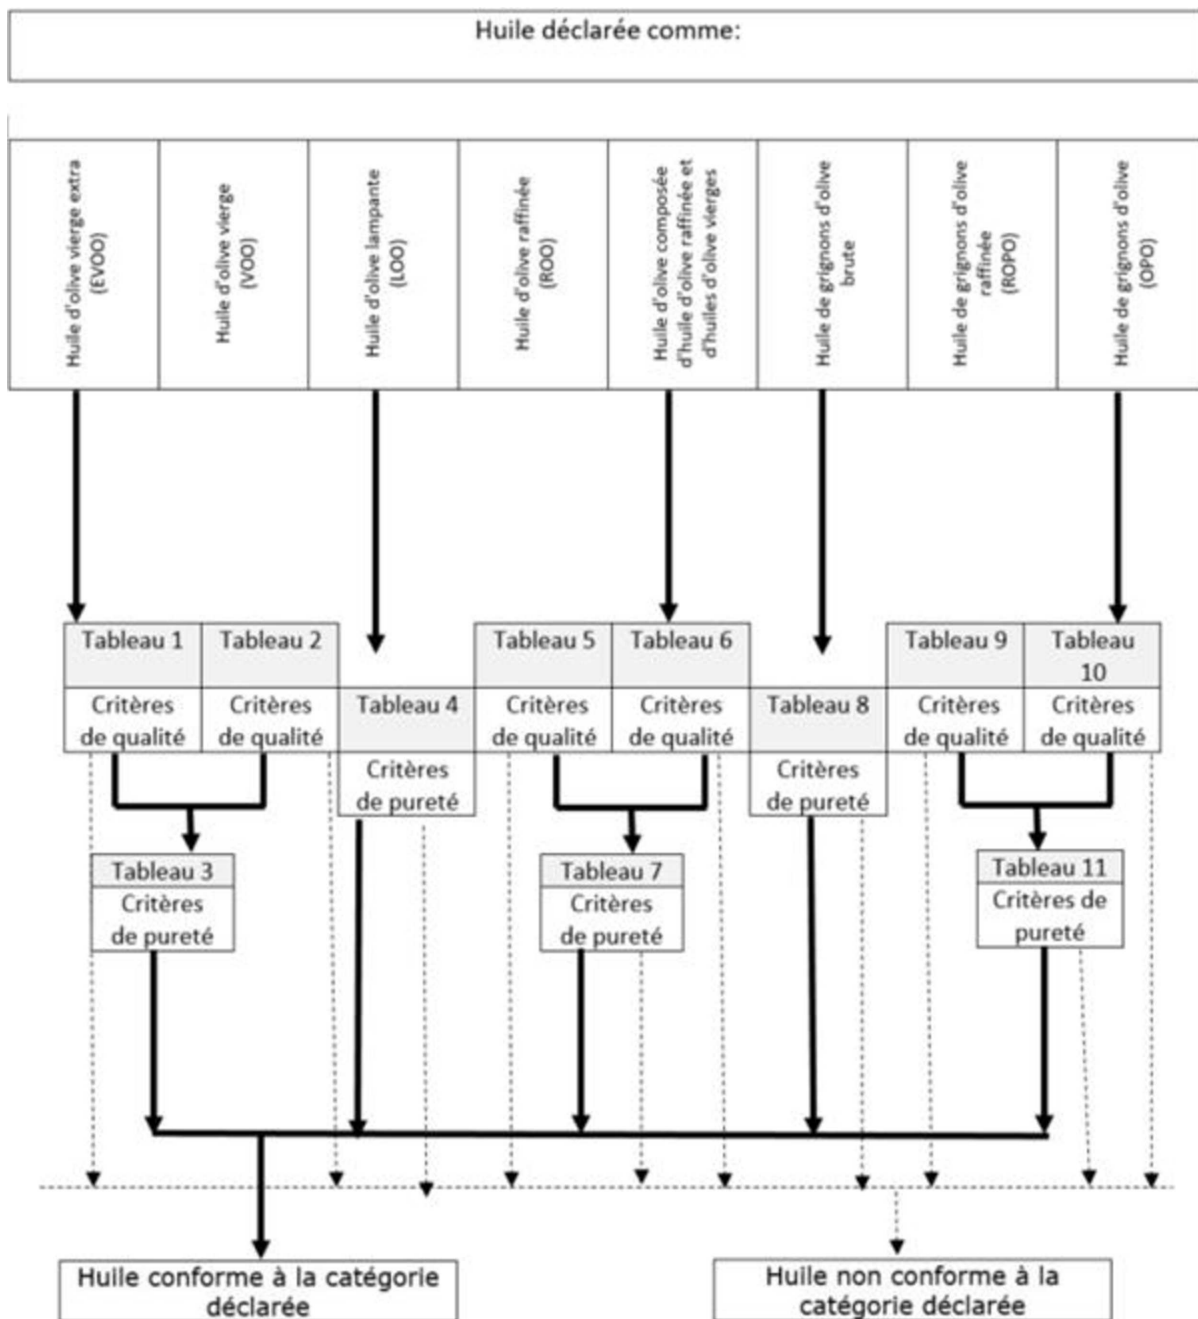 Huile déclarée comme:
Huile d'olive vierge extra
(EVOO)
Huile d'olive vierge
(VOO)
Huile d'olive lampante
(LOO)
Huile d'olive raffinée
(ROO)
Huile d'olive composée
d'huile d'olive raffinée et
d'huiles d'olive vierges
Huile de grignons d'olive
brute
Huile de grignons d'olive
raffinée
(ROPO)
Huile de grignons d'olive
(OPO)
Tableau 1
Critères
de qualité
Tableau 2
Critères
de qualité
Tableau 3
Critères
de pureté
Tableau 4
Critères
de pureté
Tableau 5
Critères
de qualité
Tableau 6
Critères
de qualité
Tableau 7
Critères
de pureté
Tableau 8
Critères
de pureté
Tableau 9
Critères
de qualité
Tableau
10
Critères
de qualité
Tableau 11
Critères de
pureté
Huile conforme à la catégorie
déclarée
Huile non conforme à la
catégorie déclarée